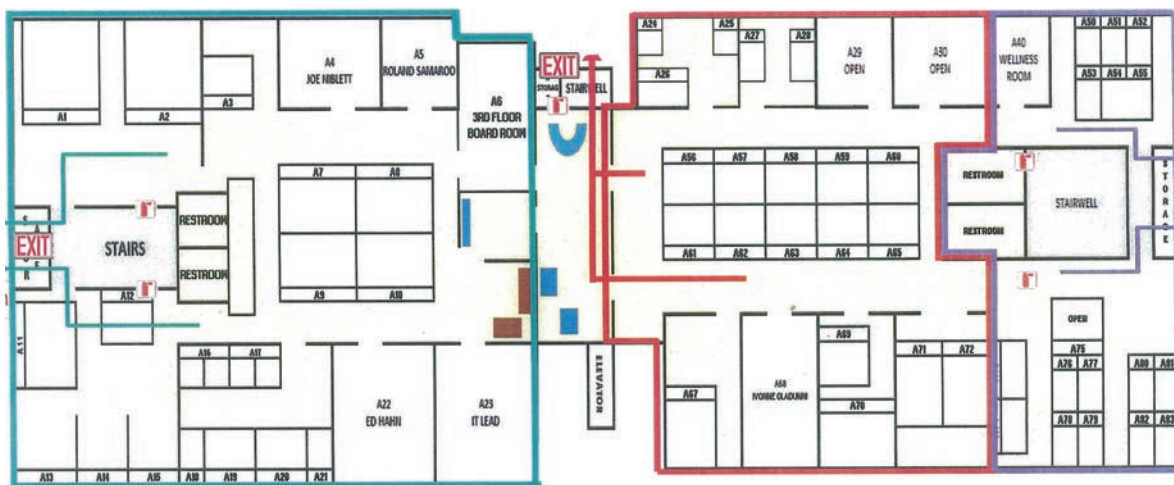 A1
A2
A3
A4
JOE NIBLETT
A5
ROLAND SAMAROO
A6
3RD FLOOR
BOARD ROOM
EXIT
STAIRWELL
A24
A25
A26
A27
A28
A29
OPEN
A30
OPEN
A40
WELLNESS
ROOM
A50 A51 A52
A53 A54 A55
A7 A8
A56 A57 A58 A59 A60
RESTROOM
STAIRWELL
STORAGE
RESTROOM
EXIT
STAIRS
RESTROOM
RESTROOM
A61 A62 A63 A64 A65
A9 A10
A12
A11
A16 A17
ELEVATOR
A22
ED HAHN
A23
IT LEAD
A67
A68
A69
A70
A71 A72
OPEN
A75
A76 A77
A80 A81
A78 A79
A82 A83
A13 A14 A15 A18 A19 A20 A21